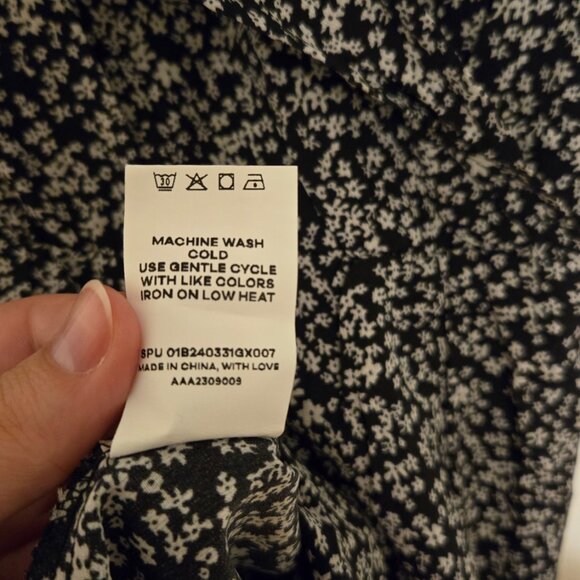 30
MACHINE WASH
COLD
USE GENTLE CYCLE
WITH LIKE COLORS
IRON ON LOW HEAT
SPU 01B240331GX007
MADE IN CHINA, WITH LOVE
AAA2309009